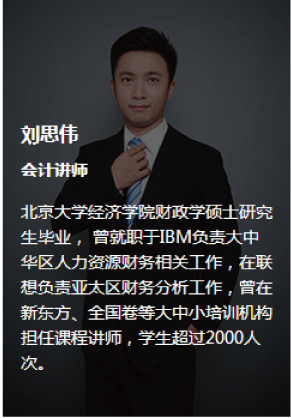 刘思伟
会计讲师
北京大学经济学院财政学硕士研究
生毕业，曾就职于IBM负责大中
华区人力资源财务相关工作，在联
想负责亚太区财务分析工作，曾在
新东方、全国卷等大中小培训机构
担任课程讲师，学生超过2000人
次。